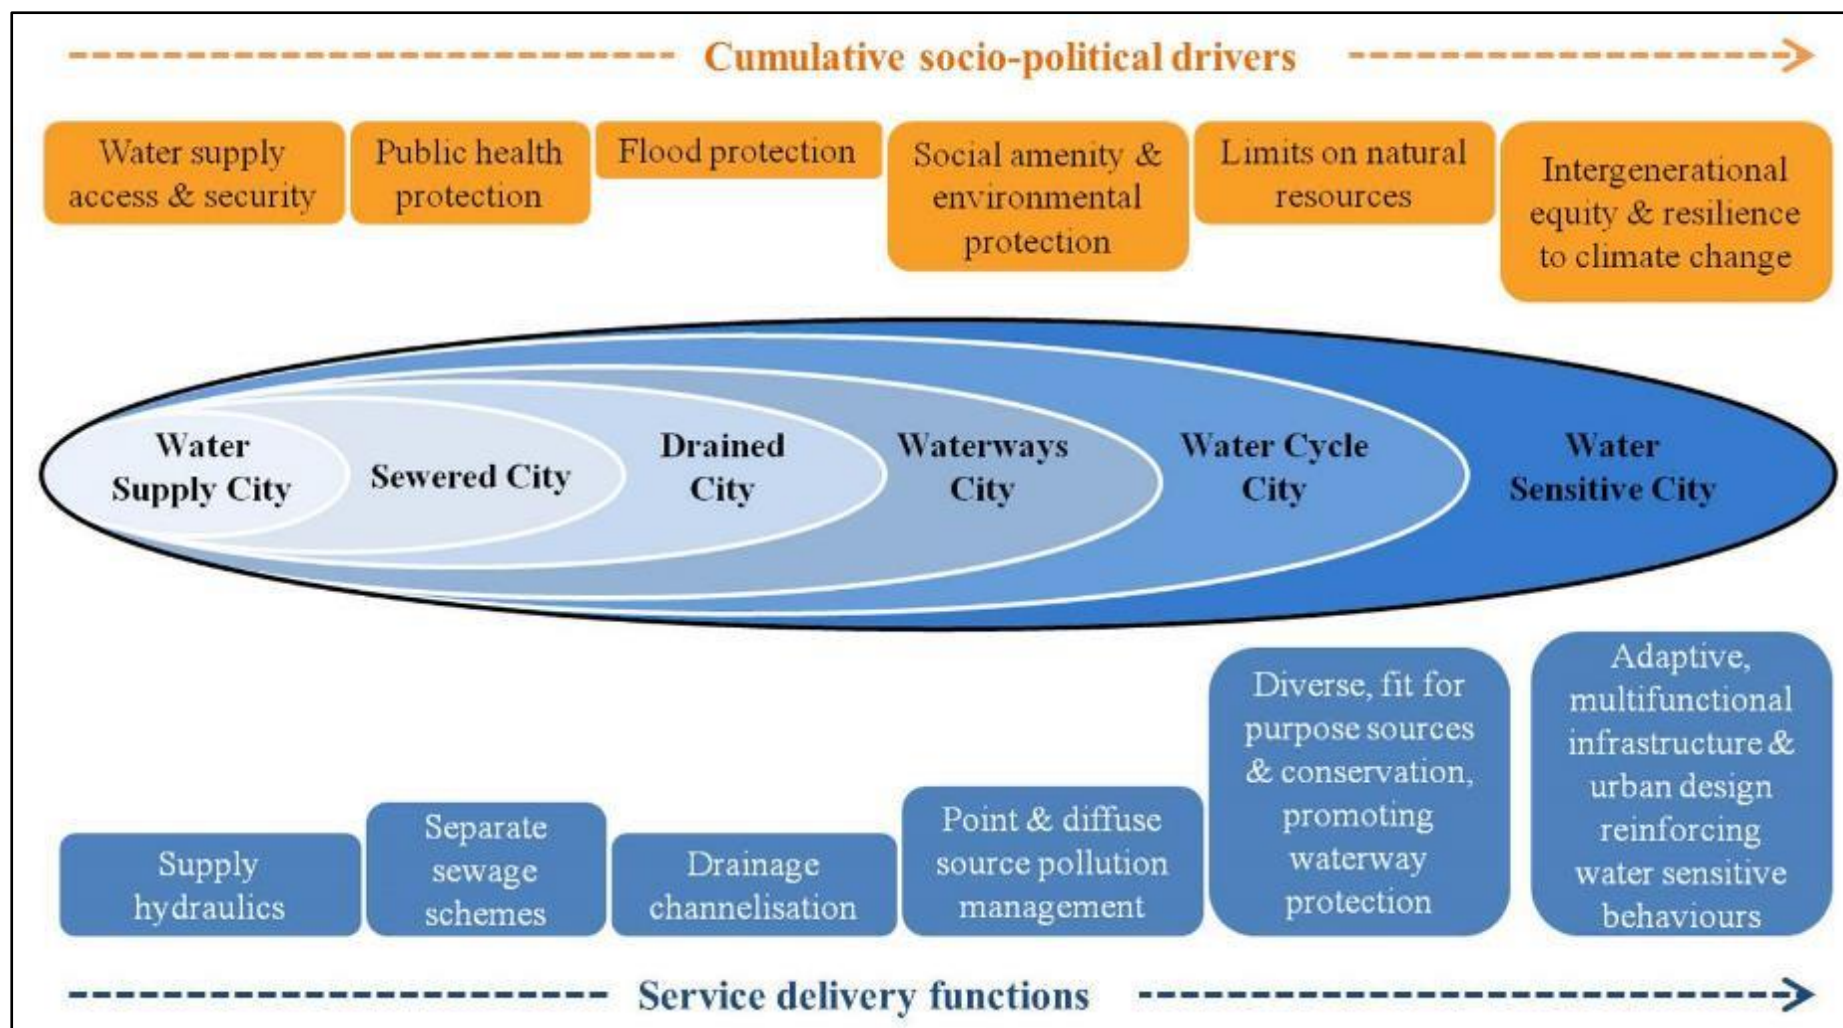 Cumulative socio-political drivers
Water supply
access & security
Public health
protection
Flood protection
Social amenity &
environmental
protection
Limits on natural
resources
Intergenerational
equity & resilience
to climate change
Water
Supply City
Sewered City
Drained
City
Waterways
City
Water Cycle
City
Water
Sensitive City
Supply
hydraulics
Separate
sewage
schemes
Drainage
channelisation
Point & diffuse
source pollution
management
Diverse, fit for
purpose sources
& conservation,
promoting
waterway
protection
Adaptive,
multifunctional
infrastructure &
urban design
reinforcing
water sensitive
behaviours
Service delivery functions